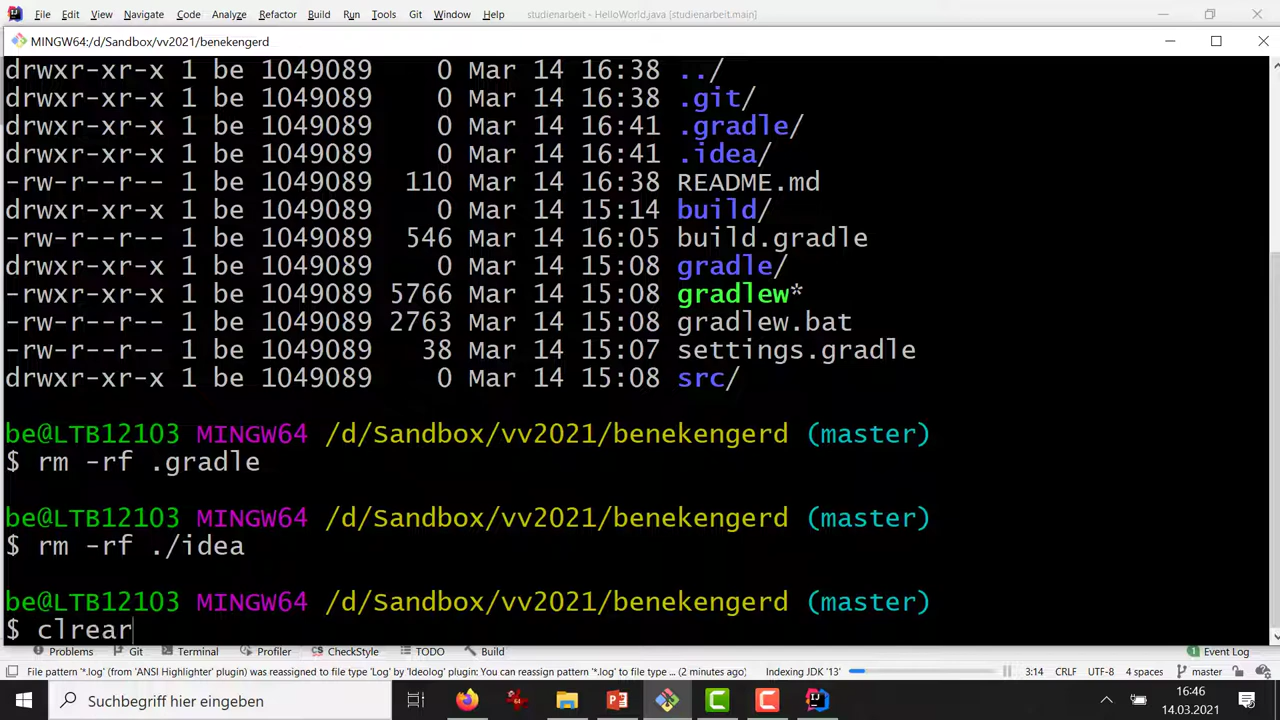 File Edit View Navigate Code Analyze Refactor Build Run Tools Git Window Help studienarbeit - HelloWorld.java [studienarbeit.main]
MINGW64:/d/Sandbox/vv2021/benekengerd
drwxr-xr-x 1 be 1049089 0 Mar 14 16:38 ../
drwxr-xr-x 1 be 1049089 0 Mar 14 16:38 .git/
drwxr-xr-x 1 be 1049089 0 Mar 14 16:41 .gradle/
drwxr-xr-x 1 be 1049089 0 Mar 14 16:41 .idea/
-rw-r--r-- 1 be 1049089 110 Mar 14 16:38 README.md
drwxr-xr-x 1 be 1049089 0 Mar 14 15:14 build/
-rw-r--r-- 1 be 1049089 546 Mar 14 16:05 build.gradle
drwxr-xr-x 1 be 1049089 0 Mar 14 15:08 gradle/
-rwxr-xr-x 1 be 1049089 5766 Mar 14 15:08 gradlew*
-rw-r--r-- 1 be 1049089 2763 Mar 14 15:08 gradlew.bat
-rw-r--r-- 1 be 1049089 38 Mar 14 15:07 settings.gradle
drwxr-xr-x 1 be 1049089 0 Mar 14 15:08 src/
be@LTB12103 MINGW64 /d/Sandbox/vv2021/benekengerd (master)
$ rm -rf .gradle
be@LTB12103 MINGW64 /d/Sandbox/vv2021/benekengerd (master)
$ rm -rf ./idea
be@LTB12103 MINGW64 /d/Sandbox/vv2021/benekengerd (master)
$ clrear
Problems Git Terminal Profiler CheckStyle TODO Build Event Log
File pattern '*.log' (from 'ANSI Highlighter' plugin) was reassigned to file type 'Log' by 'Ideolog' plugin: You can reassign pattern '*.log' to file type ... (2 minutes ago) Indexing JDK '13' 3:14 CRLF UTF-8 4 spaces master
Suchbegriff hier eingeben 16:46
14.03.2021